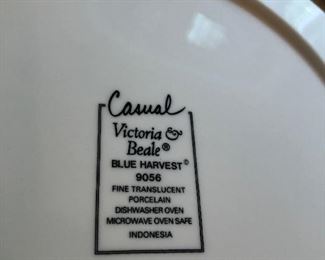 Casual
Victoria &
Beale®
BLUE HARVEST©
9056
FINE TRANSLUCENT
PORCELAIN
DISHWASHER OVEN
MICROWAVE OVEN SAFE
INDONESIA